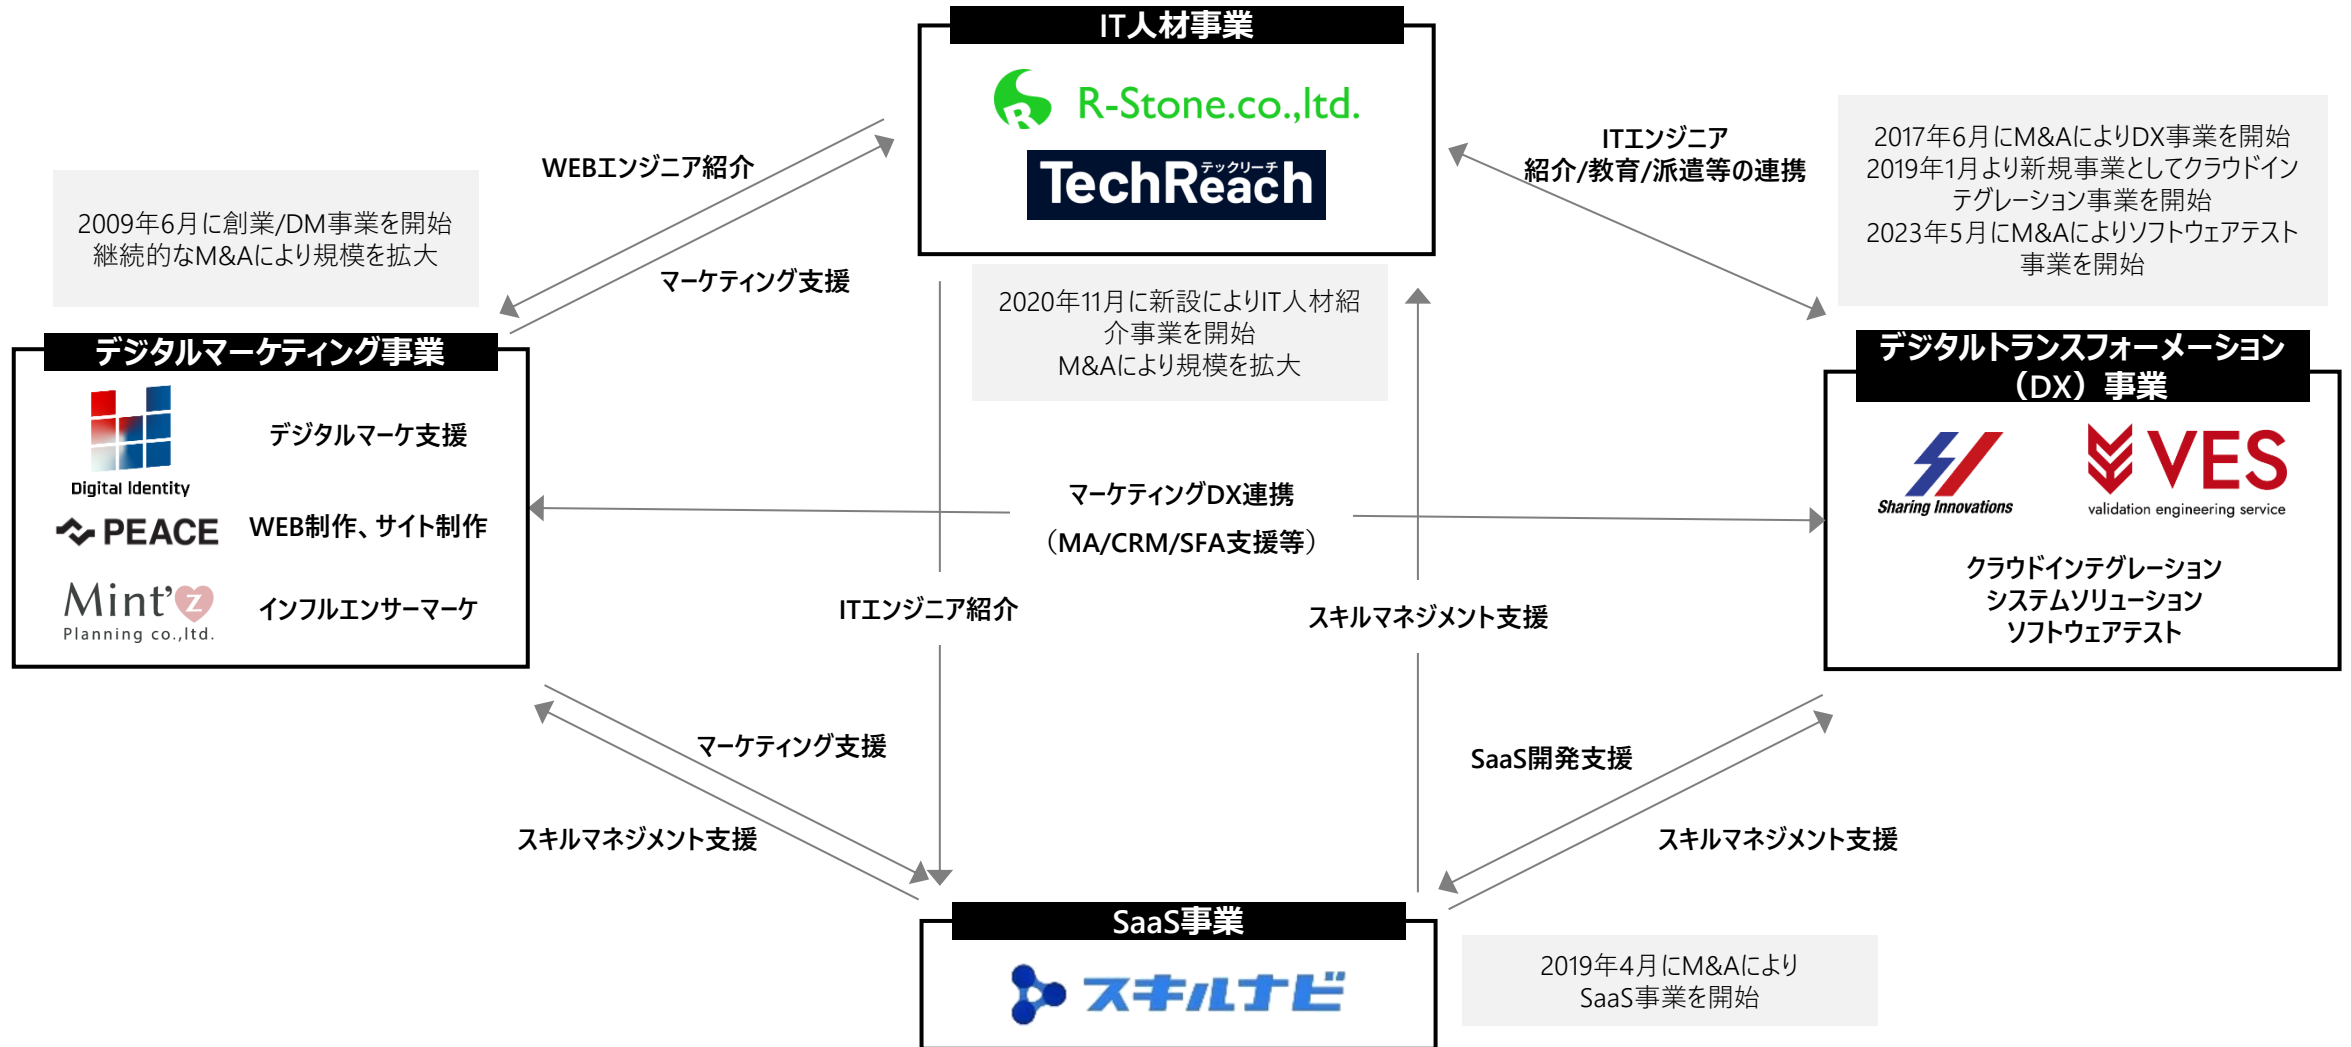 IT人材事業
R-Stone.co.,ltd.
テックリーチ
TechReach
2020年11月に新設によりIT人材紹
介事業を開始
M&Aにより規模を拡大
WEBエンジニア紹介
マーケティング支援
ITエンジニア
紹介/教育/派遣等の連携
2009年6月に創業/DM事業を開始
継続的なM&Aにより規模を拡大
デジタルマーケティング事業
Digital Identity
デジタルマーケ支援
PEACE
WEB制作、サイト制作
Mint'z
Planning co.,ltd.
インフルエンサーマーケ
2017年6月にM&AによりDX事業を開始
2019年1月より新規事業としてクラウドイン
テグレーション事業を開始
2023年5月にM&Aによりソフトウェアテスト
事業を開始
デジタルトランスフォーメーション
（DX）事業
Sharing Innovations
VES
validation engineering service
クラウドインテグレーション
システムソリューション
ソフトウェアテスト
マーケティングDX連携
（MA/CRM/SFA支援等）
ITエンジニア紹介
スキルマネジメント支援
マーケティング支援
スキルマネジメント支援
SaaS開発支援
スキルマネジメント支援
SaaS事業
スキルナビ
2019年4月にM&Aにより
SaaS事業を開始